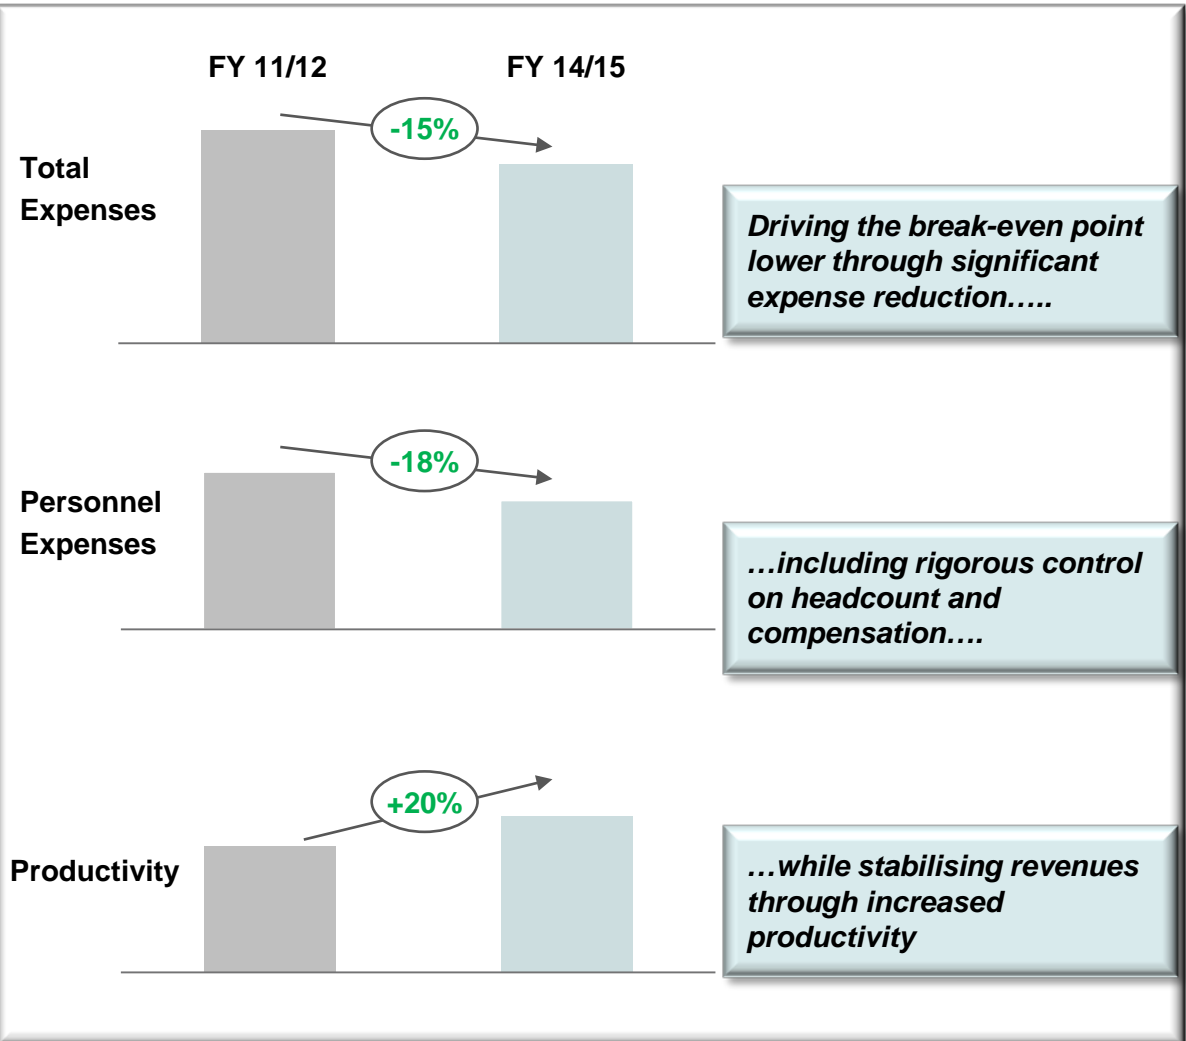 FY 11/12
FY 14/15
-15%
Total
Expenses
Driving the break-even point
lower through significant
expense reduction…..
-18%
Personnel
Expenses
…including rigorous control
on headcount and
compensation….
+20%
Productivity
…while stabilising revenues
through increased
productivity